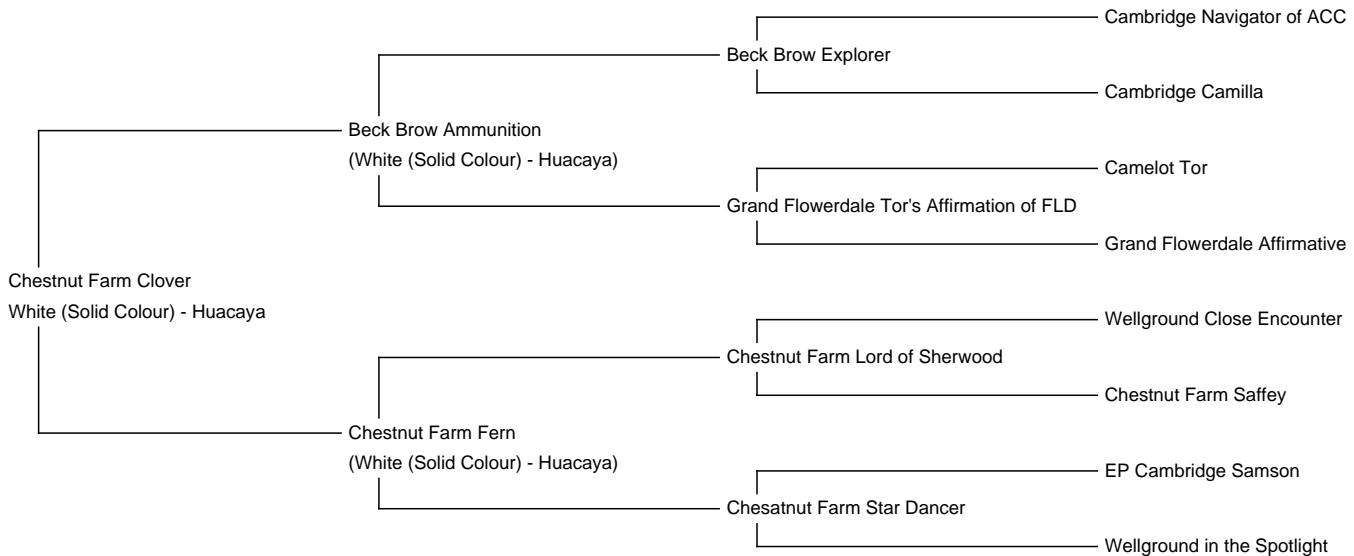 Cambridge Navigator of ACC
Beck Brow Explorer
Cambridge Camilla
Beck Brow Ammunition
(White (Solid Colour) - Huacaya)
Camelot Tor
Grand Flowerdale Tor's Affirmation of FLD
Grand Flowerdale Affirmative
Chestnut Farm Clover
White (Solid Colour) - Huacaya
Wellground Close Encounter
Chestnut Farm Lord of Sherwood
Chestnut Farm Saffey
Chestnut Farm Fern
(White (Solid Colour) - Huacaya)
EP Cambridge Samson
Chesatnut Farm Star Dancer
Wellground in the Spotlight